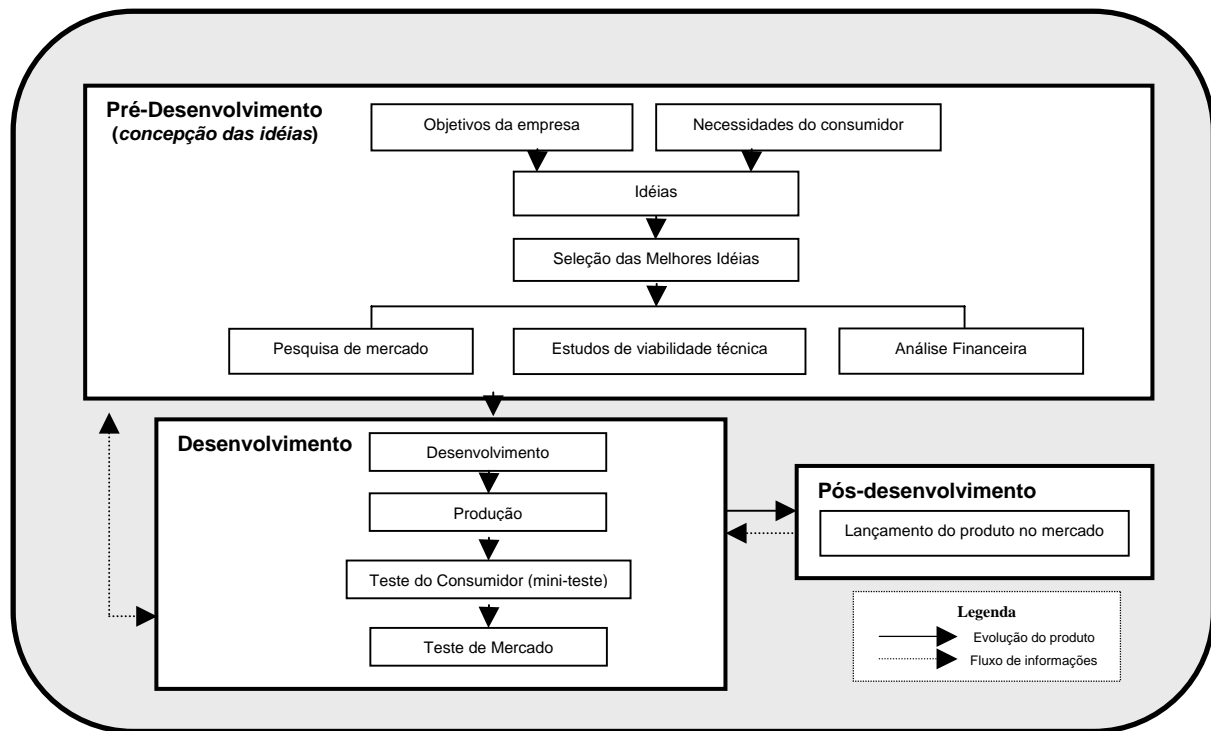 Pré-Desenvolvimento
(concepção das idéias)
Objetivos da empresa
Necessidades do consumidor
Idéias
Seleção das Melhores Idéias
Pesquisa de mercado
Estudos de viabilidade técnica
Análise Financeira
Desenvolvimento
Desenvolvimento
Produção
Teste do Consumidor (mini-teste)
Teste de Mercado
Pós-desenvolvimento
Lançamento do produto no mercado
Legenda
Evolução do produto
Fluxo de informações